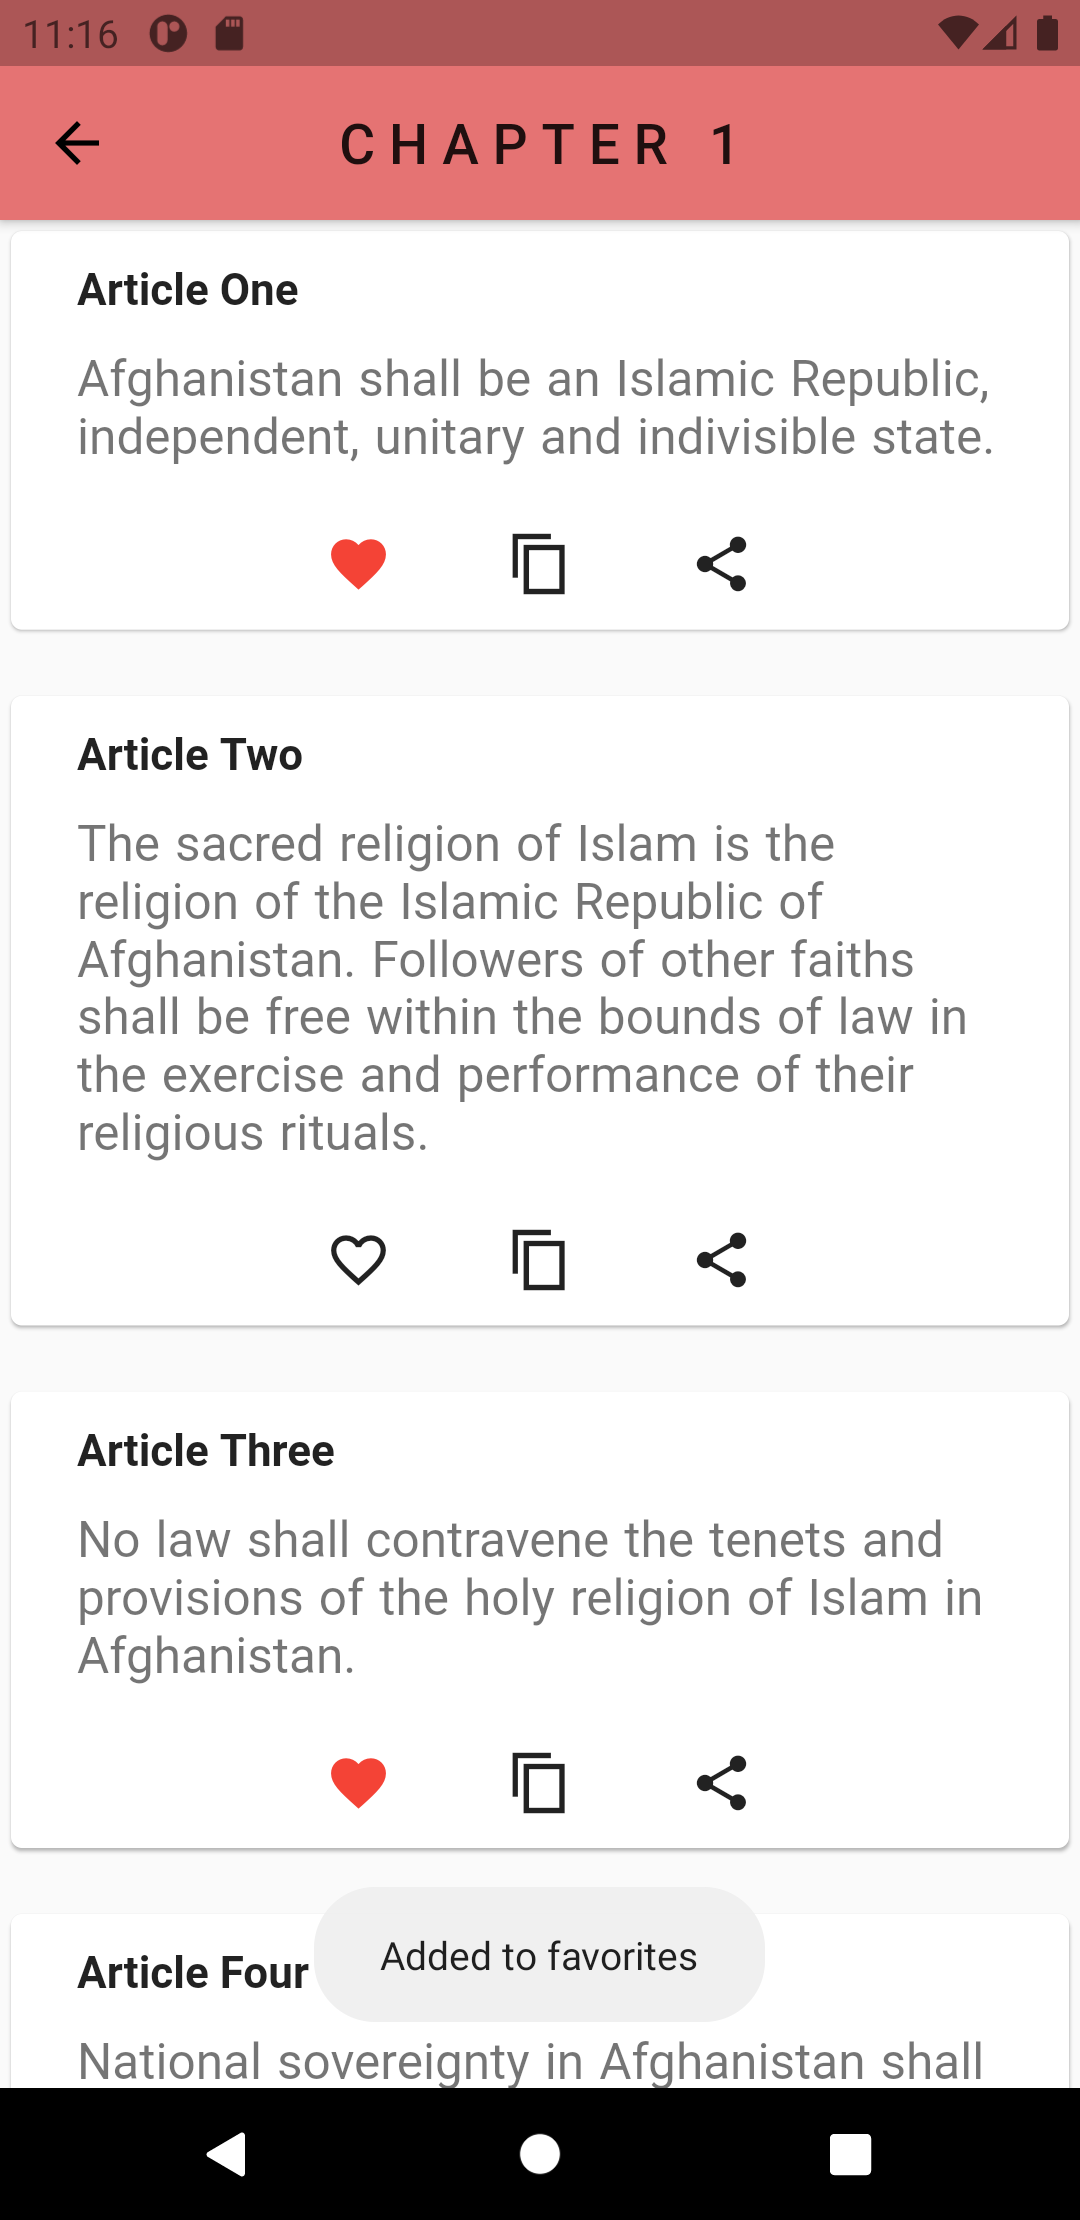 11:16
CHAPTER 1
Article One
Afghanistan shall be an Islamic Republic,
independent, unitary and indivisible state.
Article Two
The sacred religion of Islam is the
religion of the Islamic Republic of
Afghanistan. Followers of other faiths
shall be free within the bounds of law in
the exercise and performance of their
religious rituals.
Article Three
No law shall contravene the tenets and
provisions of the holy religion of Islam in
Afghanistan.
Article Four
Added to favorites
National sovereignty in Afghanistan shall